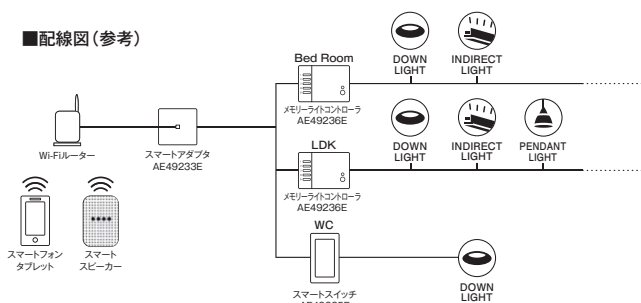 ■配線図(参考)
Bed Room
DOWN
LIGHT
INDIRECT
LIGHT
メモリーライトコントローラ
AE49236E
Wi-Fiルーター
スマートアダプタ
AE49233E
LDK
DOWN
LIGHT
INDIRECT
LIGHT
PENDANT
LIGHT
メモリーライトコントローラ
AE49236E
スマートフォン
タブレット
スマート
スピーカー
WC
スマートスイッチ
DOWN
LIGHT